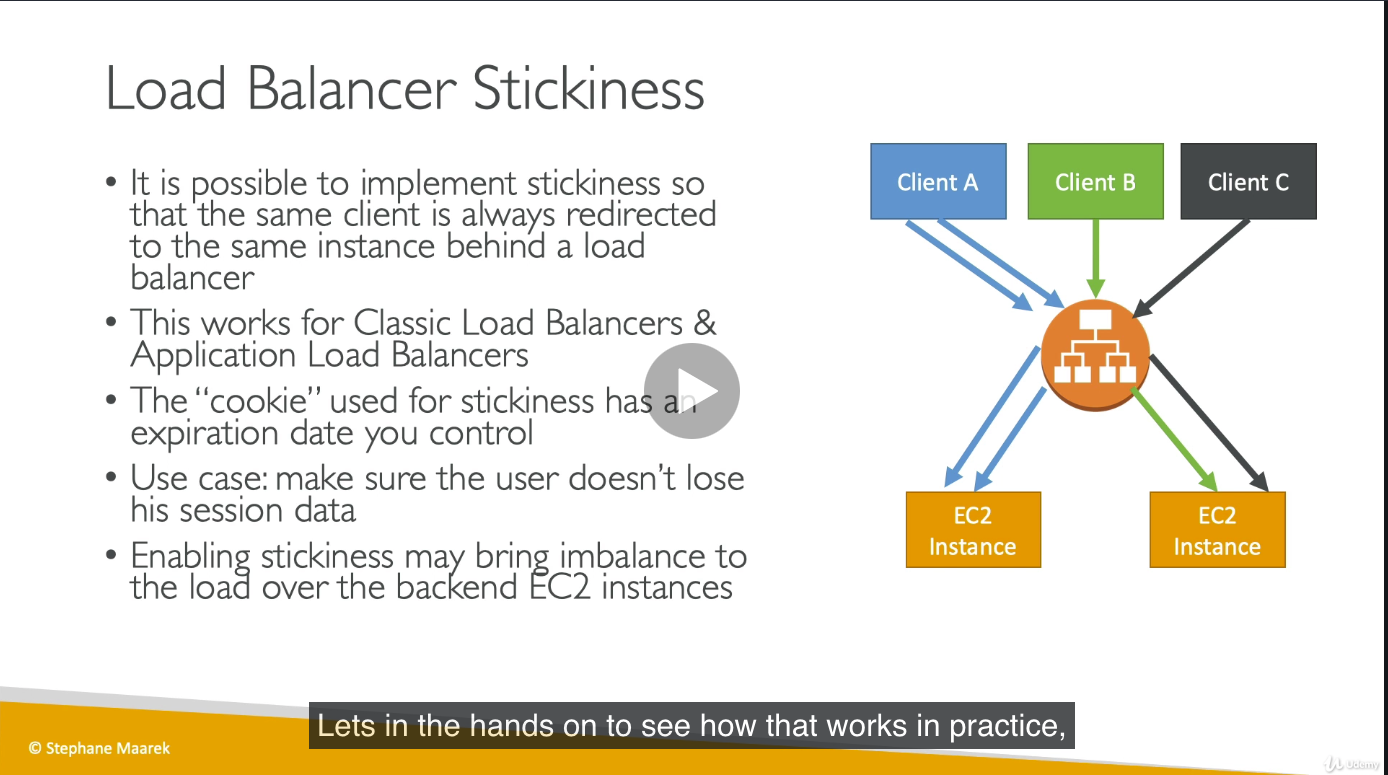 Load Balancer Stickiness
• It is possible to implement stickiness so
that the same client is always redirected
to the same instance behind a load
balancer
• This works for Classic Load Balancers &
Application Load Balancers
• The “cookie” used for stickiness has an
expiration date you control
• Use case: make sure the user doesn’t lose
his session data
• Enabling stickiness may bring imbalance to
the load over the backend EC2 instances
Client A
Client B
Client C
EC2
Instance
EC2
Instance
Lets in the hands on to see how that works in practice,
© Stephane Maarek
Udemy